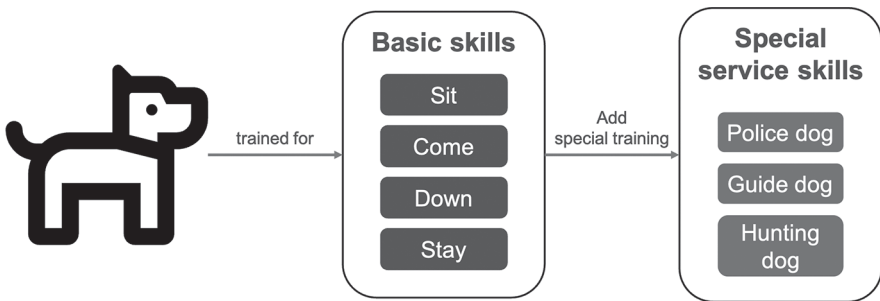 trained for
Basic skills
Sit
Come
Down
Stay
Add
special training
Special
service skills
Police dog
Guide dog
Hunting
dog